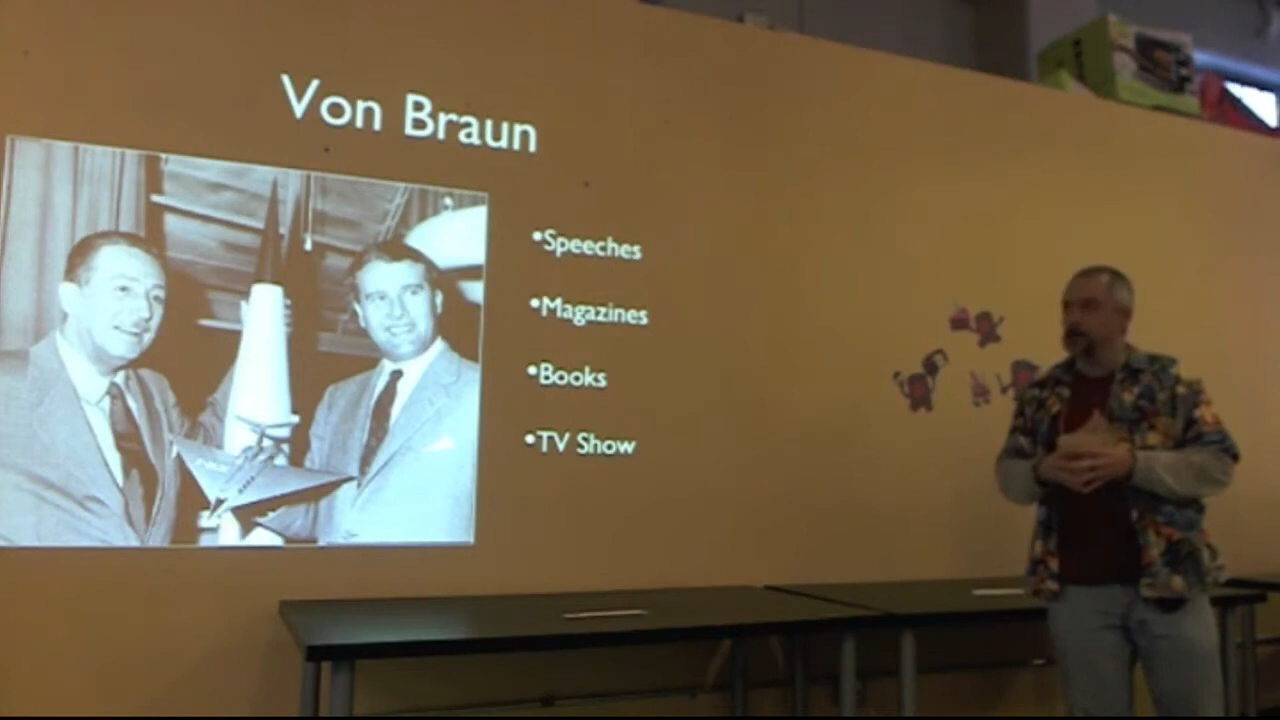 Von Braun
•Speeches
•Magazines
•Books
•TV Show